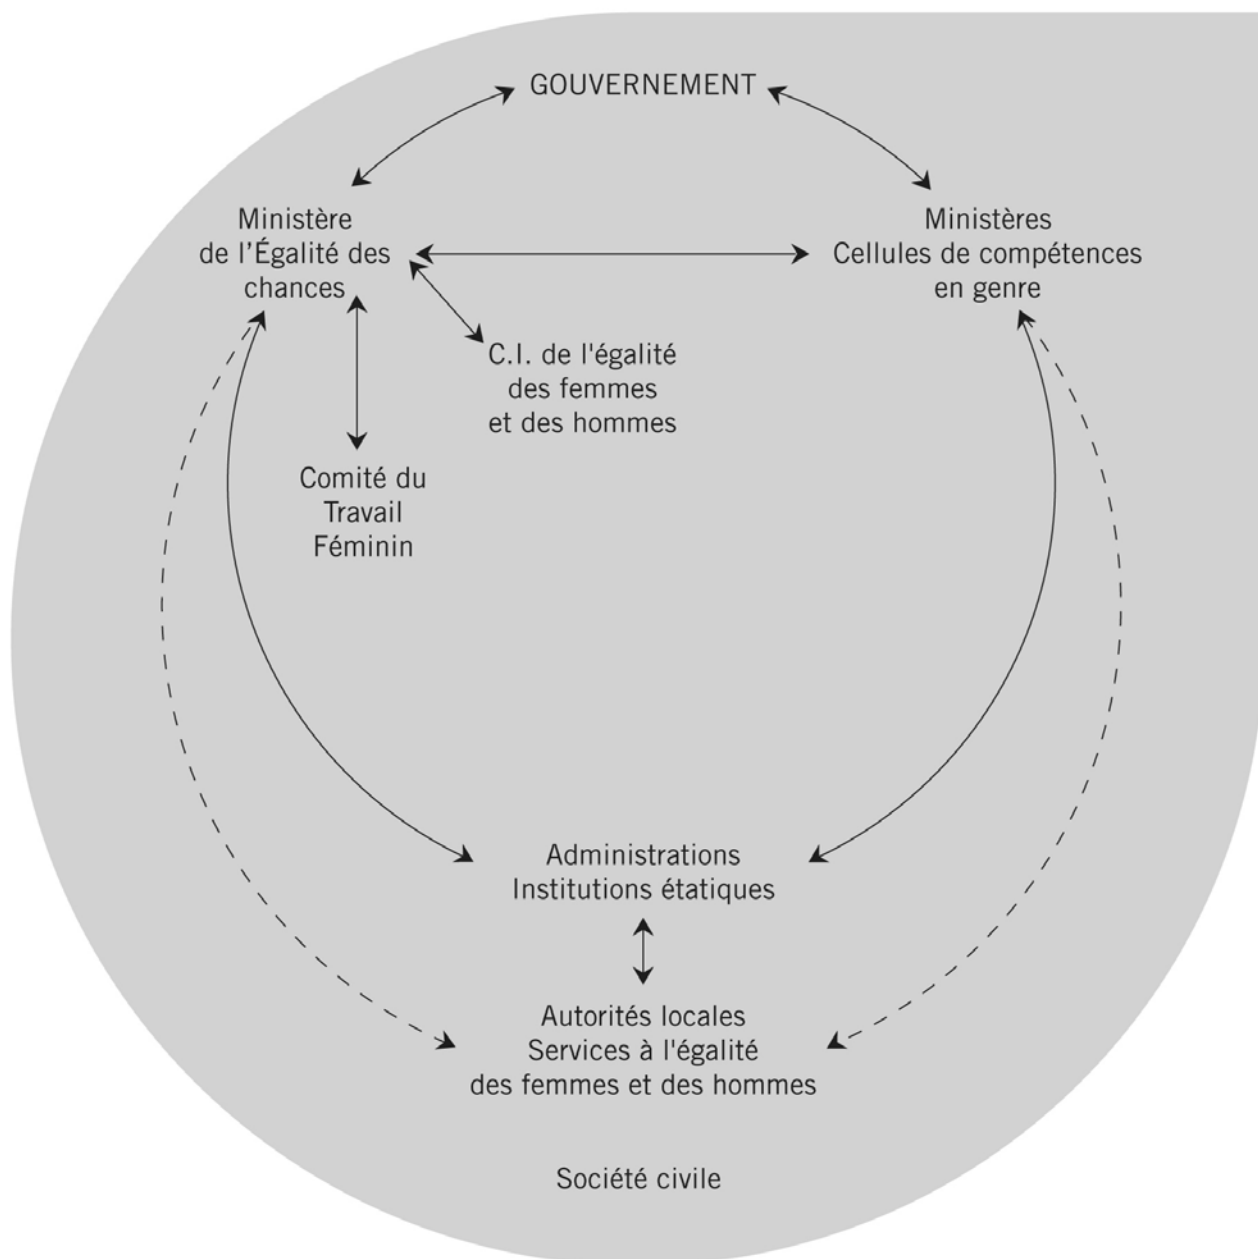 GOUVERNEMENT
Ministère
de l’Égalité des
chances
Ministères
Cellules de compétences
en genre
C.I. de l'égalité
des femmes
et des hommes
Comité du
Travail
Féminin
Administrations
Institutions étatiques
Autorités locales
Services à l'égalité
des femmes et des hommes
Société civile